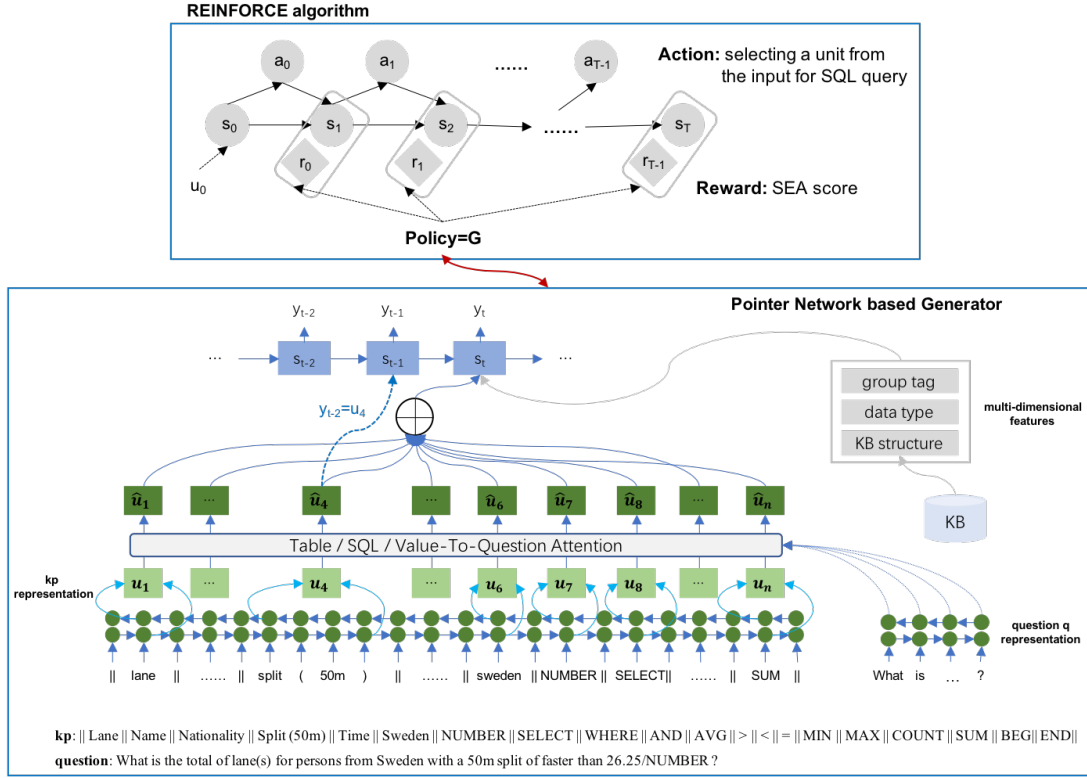 REINFORCE algorithm
a0 a1 ...... aT-1
Action: selecting a unit from
the input for SQL query
s0 s1 s2 ...... sT
r0 r1 rT-1
u0
Reward: SEA score
Policy=G
Pointer Network based Generator
yt-2 yt-1 yt
... st-2 st-1 st ...
group tag
data type
KB structure
multi-dimensional
features
yt-2=u4
û1 ... û4 ... û6 û7 û8 ... ûn
KB
Table / SQL / Value-To-Question Attention
kp
representation
u1 ... u4 ... u6 u7 u8 ... un
question q
representation
|| lane || ...... || split ( 50m ) || ...... || sweden || NUMBER || SELECT || ...... || SUM ||
What is ... ?
kp: || Lane || Name || Nationality || Split (50m) || Time || Sweden || NUMBER || SELECT || WHERE || AND || AVG || > || < || = || MIN || MAX || COUNT || SUM || BEG|| END||
question: What is the total of lane(s) for persons from Sweden with a 50m split of faster than 26.25/NUMBER ?